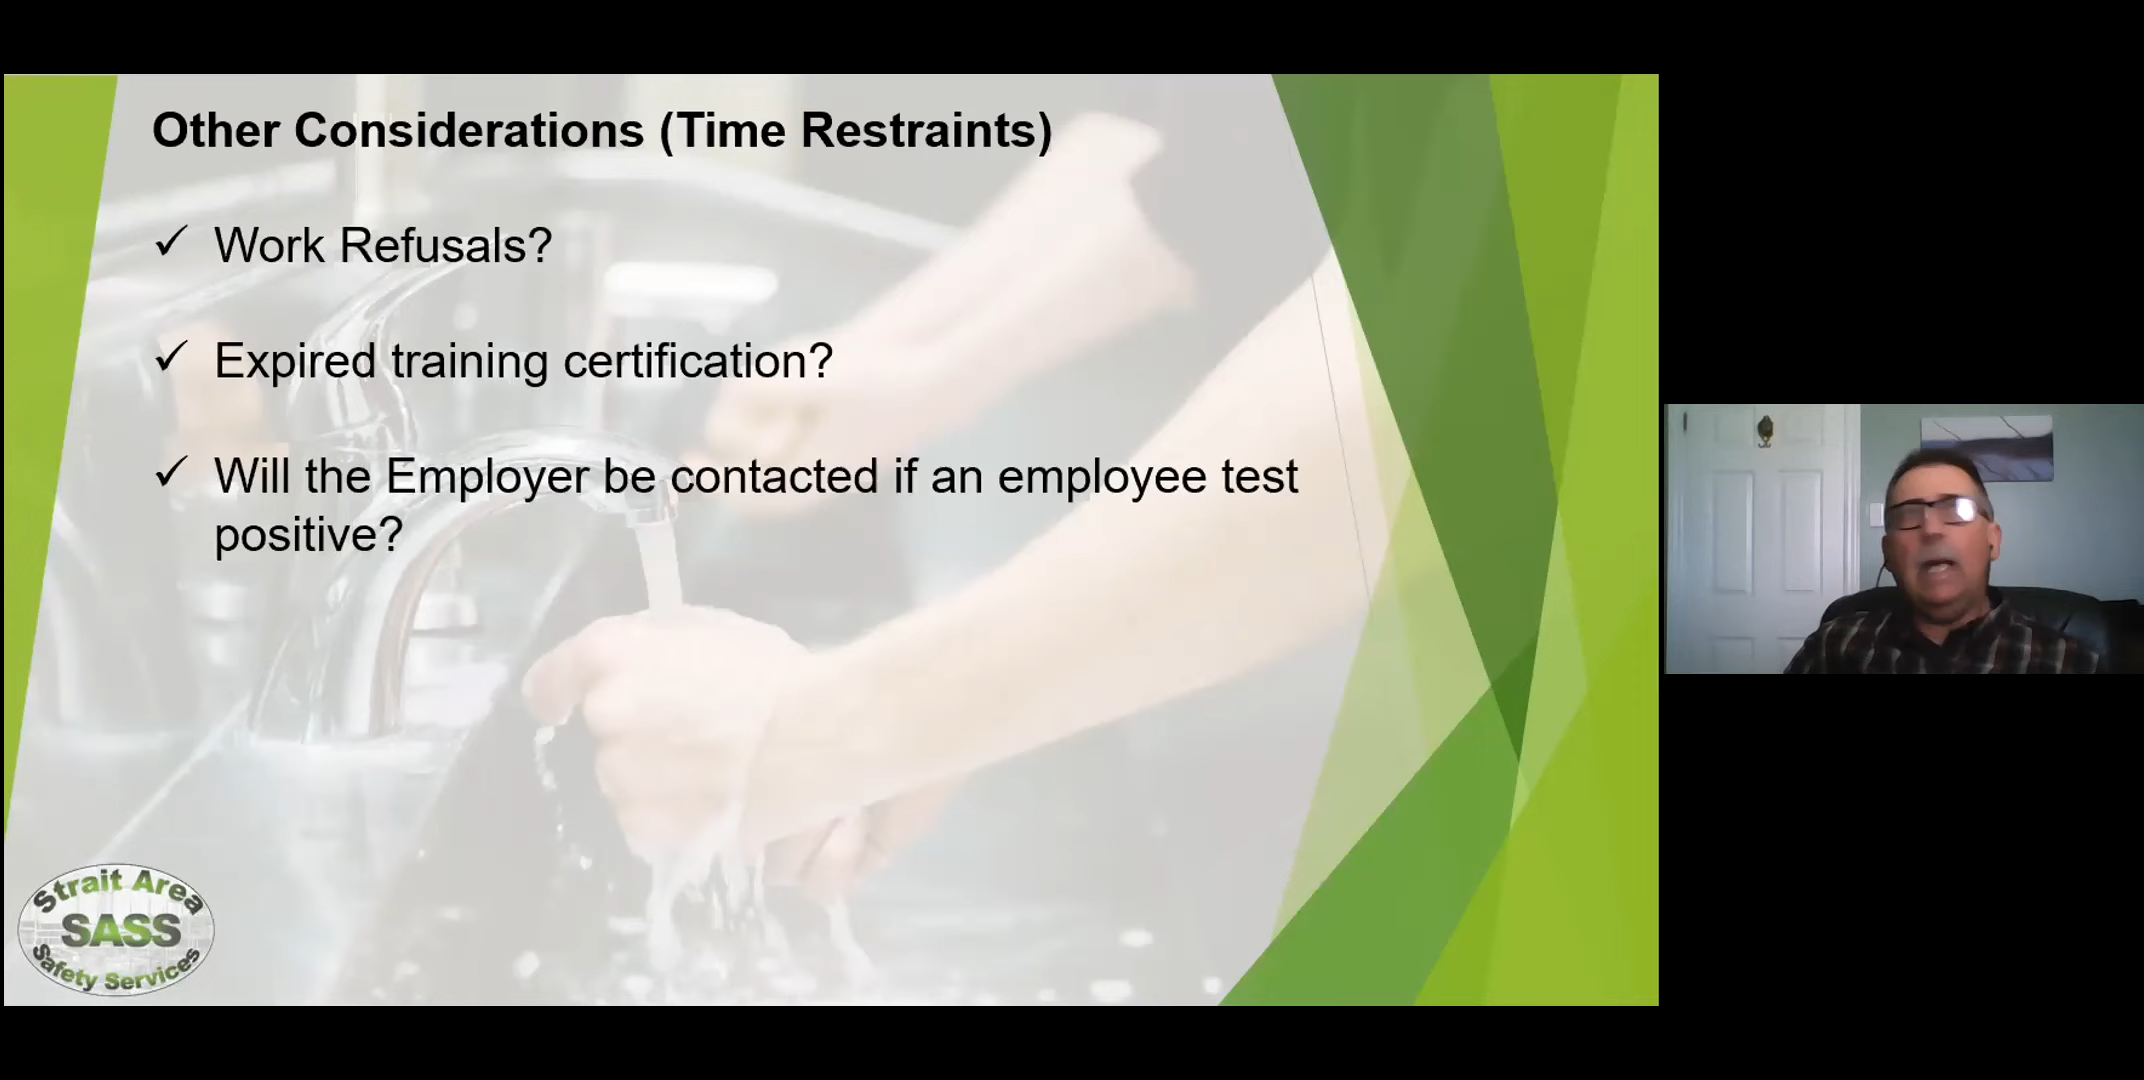 Other Considerations (Time Restraints)
✓ Work Refusals?
✓ Expired training certification?
✓ Will the Employer be contacted if an employee test
positive?
Strait Area
SASS
Safety Services